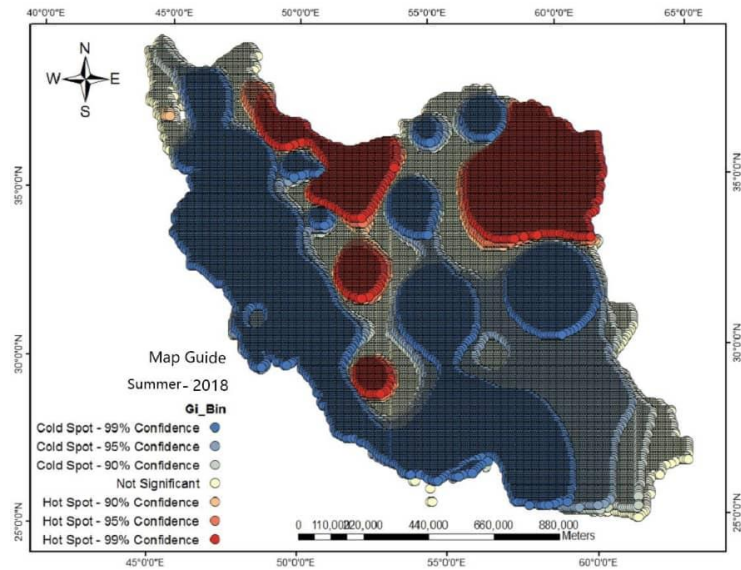 40°0'0"E 45°0'0"E 50°0'0"E 55°0'0"E 60°0'0"E 65°0'0"E
N
W E
S
35°0'0"N 35°0'0"N
30°0'0"N 30°0'0"N
25°0'0"N 25°0'0"N
Map Guide
Summer- 2018
Gi_Bin
Cold Spot - 99% Confidence
Cold Spot - 95% Confidence
Cold Spot - 90% Confidence
Not Significant
Hot Spot - 90% Confidence
Hot Spot - 95% Confidence
Hot Spot - 99% Confidence
0 110,000 220,000 440,000 660,000 880,000
Meters
45°0'0"E 50°0'0"E 55°0'0"E 60°0'0"E